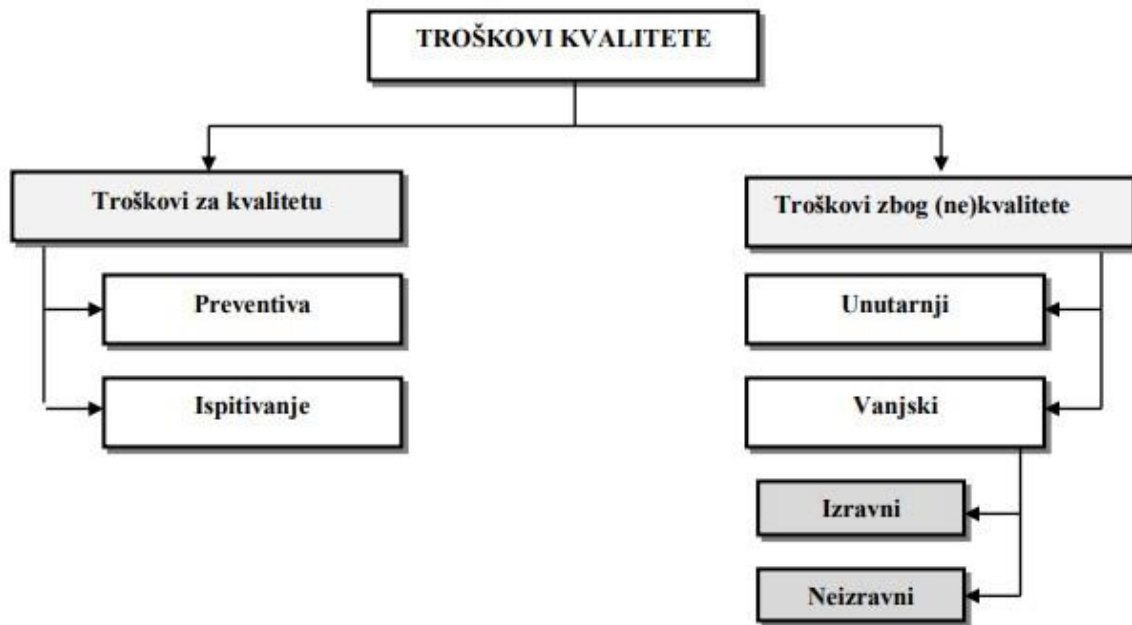 TROŠKOVI KVALITETE
Troškovi za kvalitetu
Preventiva
Ispitivanje
Troškovi zbog (ne)kvalitete
Unutarnji
Vanjski
Izravni
Neizravni